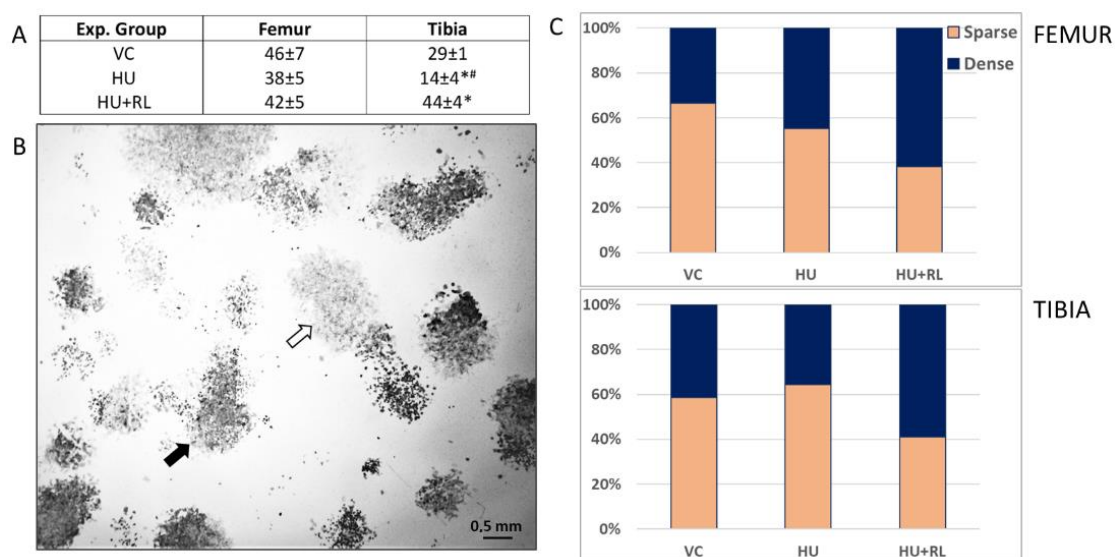 A
Exp. Group Femur Tibia
VC 46±7 29±1
HU 38±5 14±4*#
HU+RL 42±5 44±4*
B
0,5 mm
C
FEMUR
Sparse
Dense
100%
80%
60%
40%
20%
0%
VC HU HU+RL
TIBIA
100%
80%
60%
40%
20%
0%
VC HU HU+RL